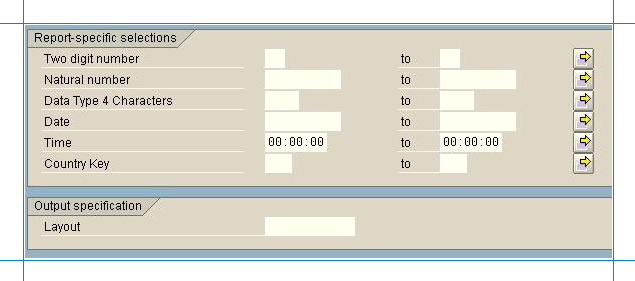 Report-specific selections
Two digit number to
Natural number to
Data Type 4 Characters to
Date to
Time 00:00:00 to 00:00:00
Country Key to
Output specification
Layout